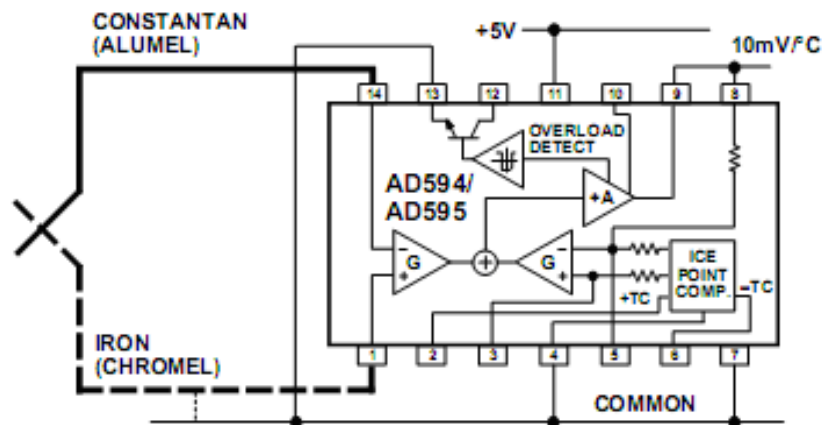 CONSTANTAN
(ALUMEL)
+5V
10mV/°C
14 13 12 11 10 9 8
OVERLOAD
DETECT
AD594/
AD595
+A
G
G
ICE
POINT
COMP.
+TC
–TC
IRON
(CHROMEL)
1 2 3 4 5 6 7
COMMON